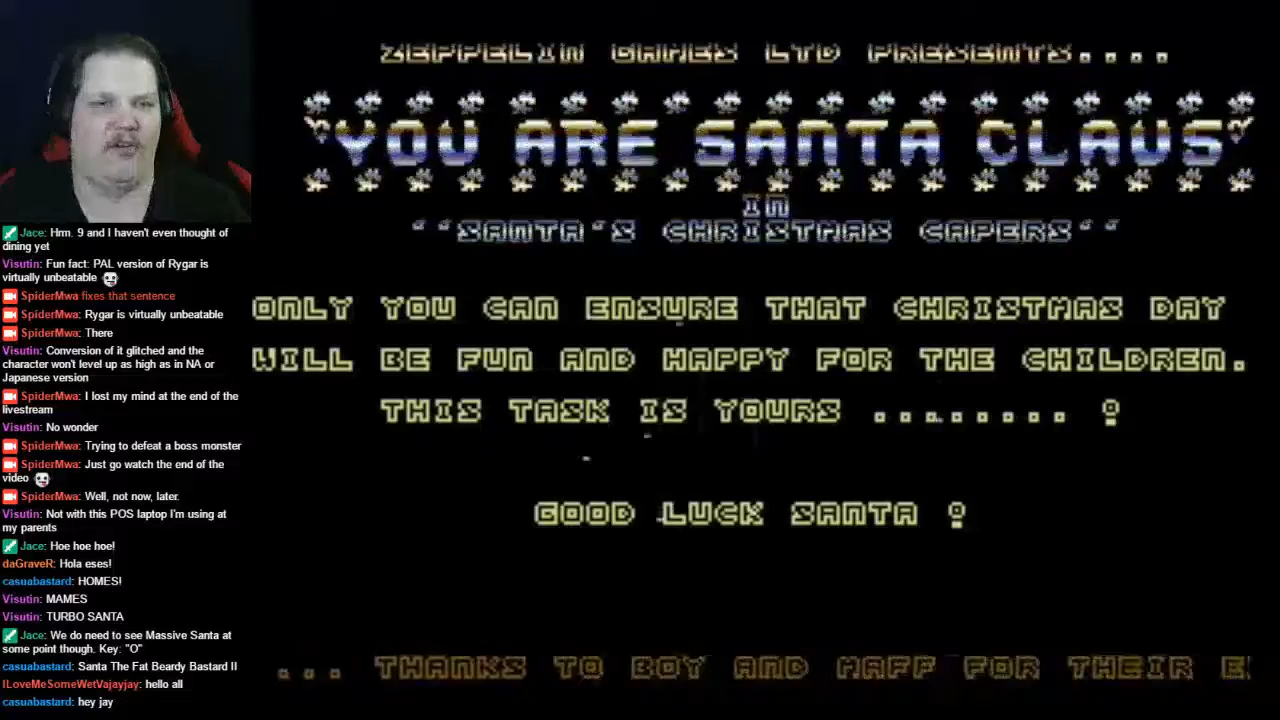 ZEPPELIN GAMES LTD PRESENTS....
"YOU ARE SANTA CLAUS"
IN
"SANTA'S CHRISTMAS CAPERS"
ONLY YOU CAN ENSURE THAT CHRISTMAS DAY
WILL BE FUN AND HAPPY FOR THE CHILDREN.
THIS TASK IS YOURS ........ !
GOOD LUCK SANTA !
... THANKS TO BOY AND MAFF FOR THEIR E
Jace: Hrm. 9 and I haven't even thought of
dining yet
Visutin: Fun fact: PAL version of Rygar is
virtually unbeatable
SpiderMwa fixes that sentence
SpiderMwa: Rygar is virtually unbeatable
SpiderMwa: There
Visutin: Conversion of it glitched and the
character won't level up as high as in NA or
Japanese version
SpiderMwa: I lost my mind at the end of the
livestream
Visutin: No wonder
SpiderMwa: Trying to defeat a boss monster
SpiderMwa: Just go watch the end of the
video
SpiderMwa: Well, not now, later.
Visutin: Not with this POS laptop I'm using at
my parents
Jace: Hoe hoe hoe!
daGraveR: Hola eses!
casuabastard: HOMES!
Visutin: MAMES
Visutin: TURBO SANTA
Jace: We do need to see Massive Santa at
some point though. Key: "O"
casuabastard: Santa The Fat Beardy Bastard II
ILoveMeSomeWetVajayjay: hello all
casuabastard: hey jay